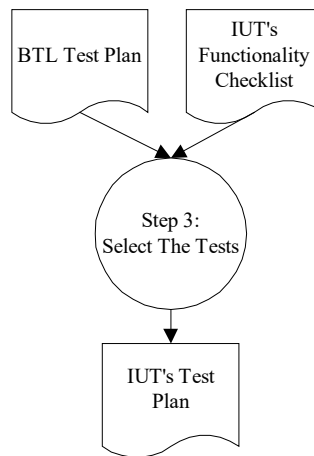 BTL Test Plan
IUT's
Functionality
Checklist
Step 3:
Select The Tests
IUT's Test
Plan